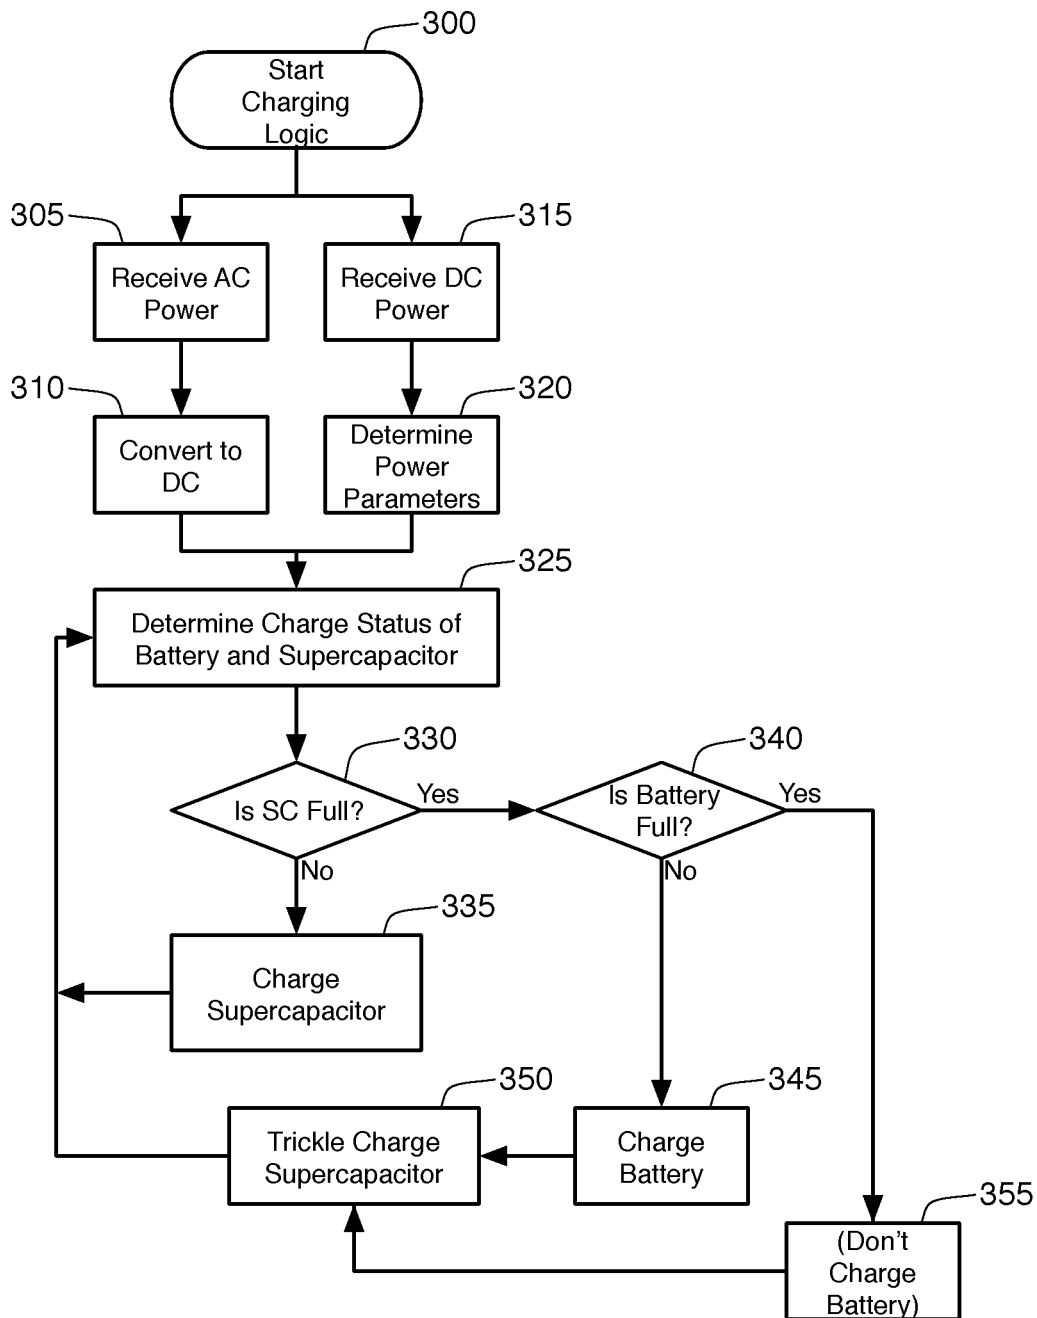 300
Start
Charging
Logic
305
315
Receive AC
Power
Receive DC
Power
310
320
Convert to
DC
Determine
Power
Parameters
325
Determine Charge Status of
Battery and Supercapacitor
330
340
Is SC Full?
Yes
Is Battery
Full?
Yes
No
No
335
Charge
Supercapacitor
350
345
Trickle Charge
Supercapacitor
Charge
Battery
355
(Don't
Charge
Battery)